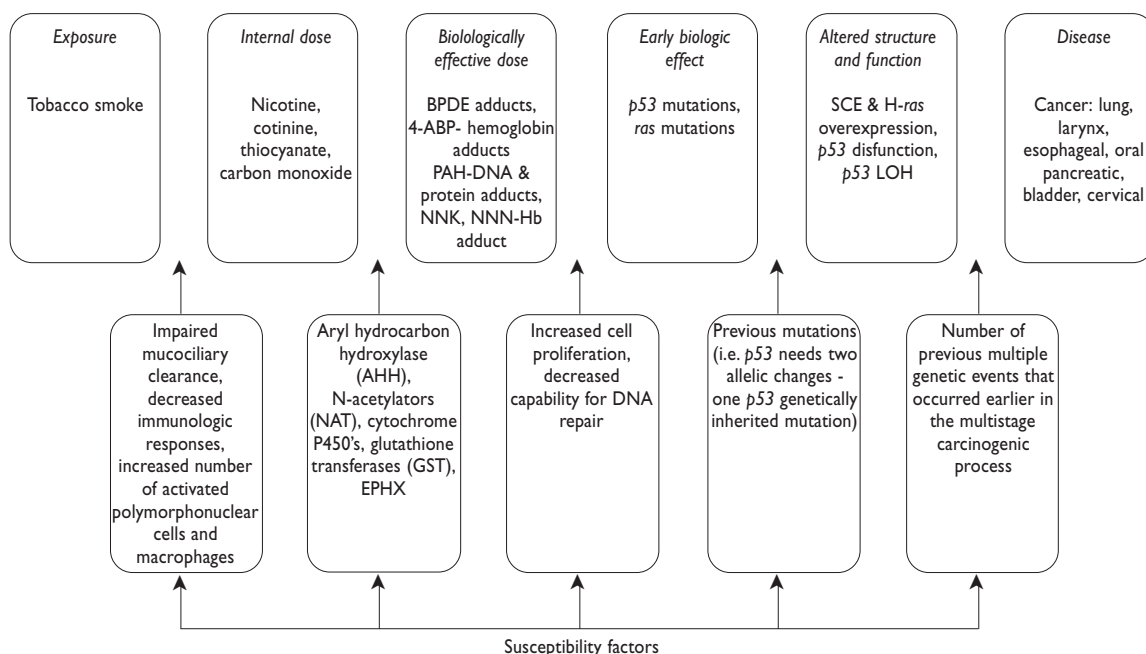 Exposure
Tobacco smoke
Internal dose
Nicotine,
cotinine,
thiocyanate,
carbon monoxide
Biolologically
effective dose
BPDE adducts,
4-ABP- hemoglobin
adducts
PAH-DNA &
protein adducts,
NNK, NNN-Hb
adduct
Early biologic
effect
p53 mutations,
ras mutations
Altered structure
and function
SCE & H-ras
overexpression,
p53 disfunction,
p53 LOH
Disease
Cancer: lung,
larynx,
esophageal, oral
pancreatic,
bladder, cervical
Impaired
mucociliary
clearance,
decreased
immunologic
responses,
increased number
of activated
polymorphonuclear
cells and
macrophages
Aryl hydrocarbon
hydroxylase
(AHH),
N-acetylators
(NAT), cytochrome
P450's, glutathione
transferases (GST),
EPHX
Increased cell
proliferation,
decreased
capability for DNA
repair
Previous mutations
(i.e. p53 needs two
allelic changes -
one p53 genetically
inherited mutation)
Number of
previous multiple
genetic events that
occurred earlier in
the multistage
carcinogenic
process
Susceptibility factors